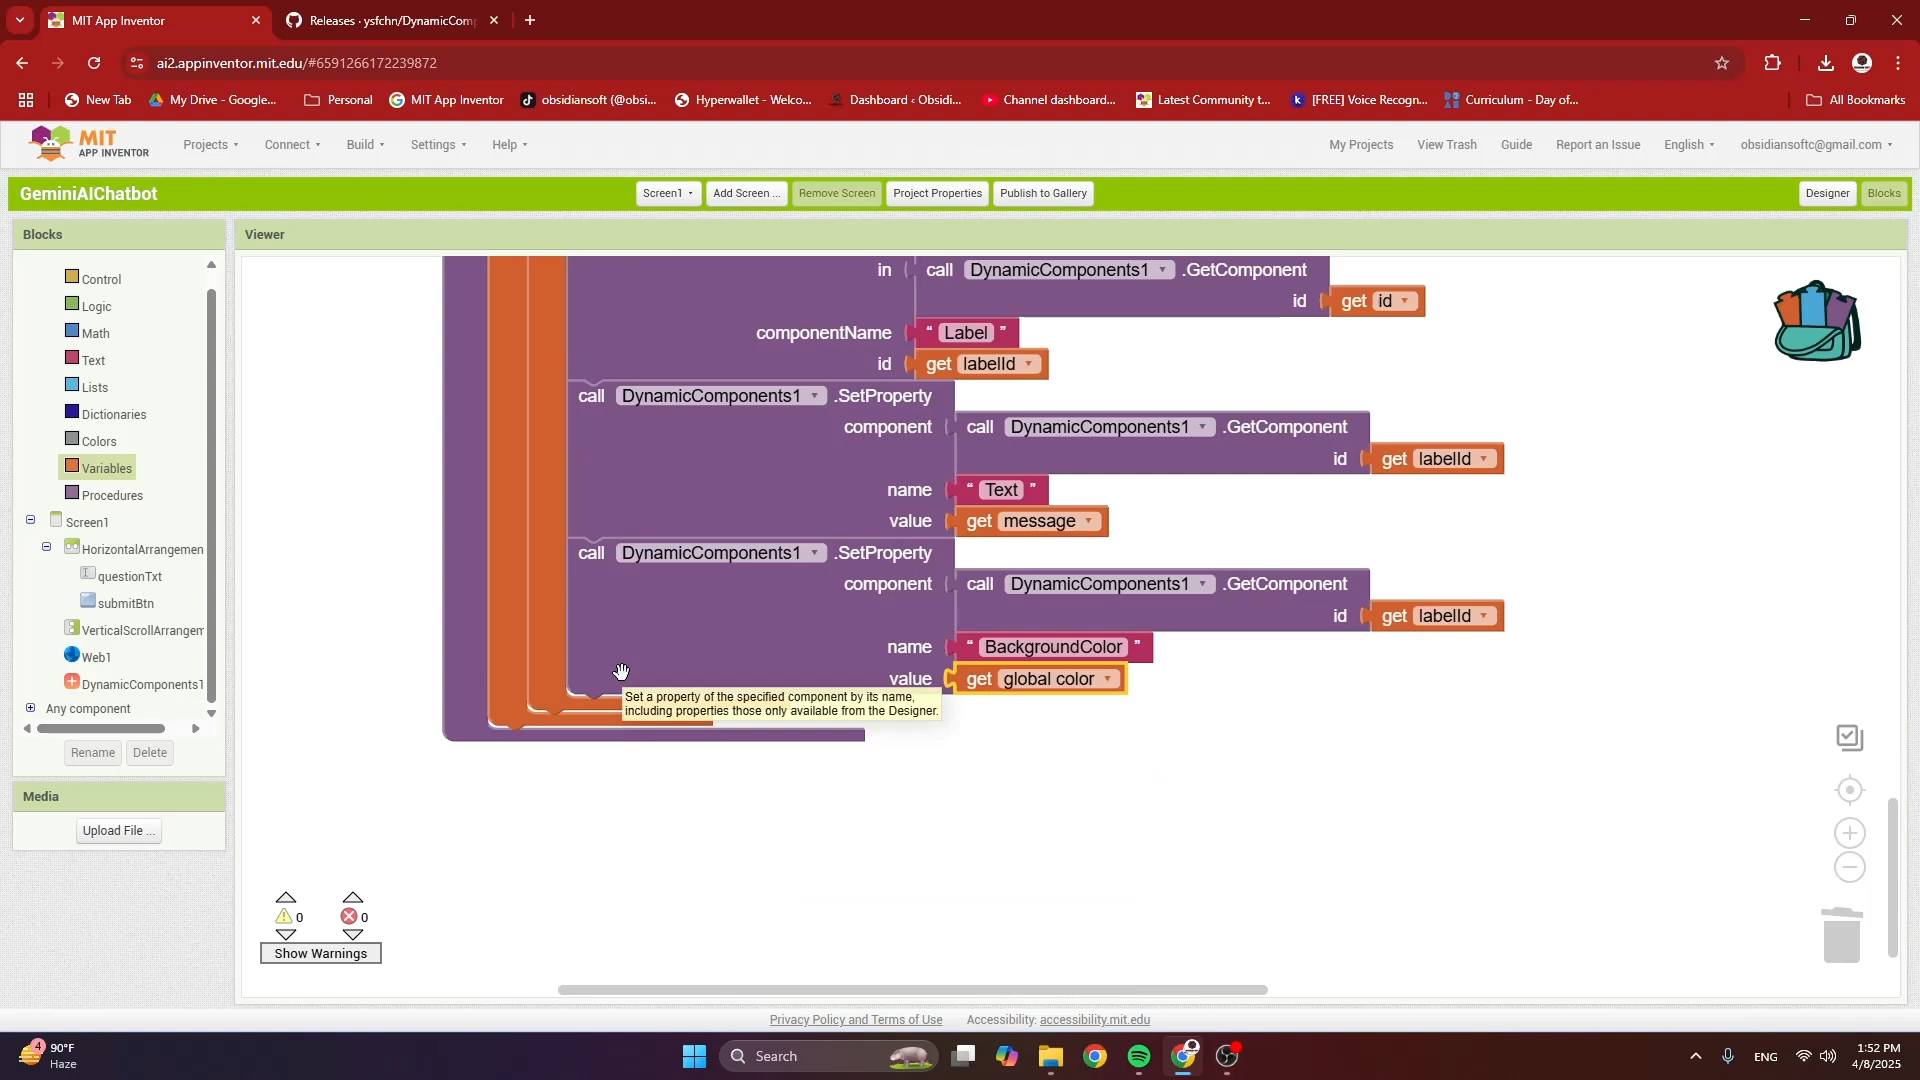 MIT App Inventor
Releases · ysfchn/DynamicComp
ai2.appinventor.mit.edu/#6591266172239872
New Tab
My Drive - Google...
Personal
MIT App Inventor
obsidiansoft (@obsi...
Hyperwallet - Welco...
Dashboard ‹ Obsidi...
Channel dashboard...
Latest Community t...
[FREE] Voice Recogn...
Curriculum - Day of...
All Bookmarks
MIT
APP INVENTOR
Projects
Connect
Build
Settings
Help
My Projects
View Trash
Guide
Report an Issue
English
obsidiansoftc@gmail.com
GeminiAIChatbot
Screen1
Add Screen ...
Remove Screen
Project Properties
Publish to Gallery
Designer
Blocks
Blocks
Viewer
Control
Logic
Math
Text
Lists
Dictionaries
Colors
Variables
Procedures
Screen1
HorizontalArrangemen
questionTxt
submitBtn
VerticalScrollArrangem
Web1
DynamicComponents1
Any component
Rename
Delete
Media
Upload File ...
in call DynamicComponents1 .GetComponent
id get id
componentName “ Label ”
id get labelId
call DynamicComponents1 .SetProperty
component call DynamicComponents1 .GetComponent
id get labelId
name “ Text ”
value get message
call DynamicComponents1 .SetProperty
component call DynamicComponents1 .GetComponent
id get labelId
name “ BackgroundColor ”
value get global color
Set a property of the specified component by its name,
including properties those only available from the Designer.
0
0
Show Warnings
Privacy Policy and Terms of Use
Accessibility: accessibility.mit.edu
4
90°F
Haze
Search
ENG
1:52 PM
4/8/2025